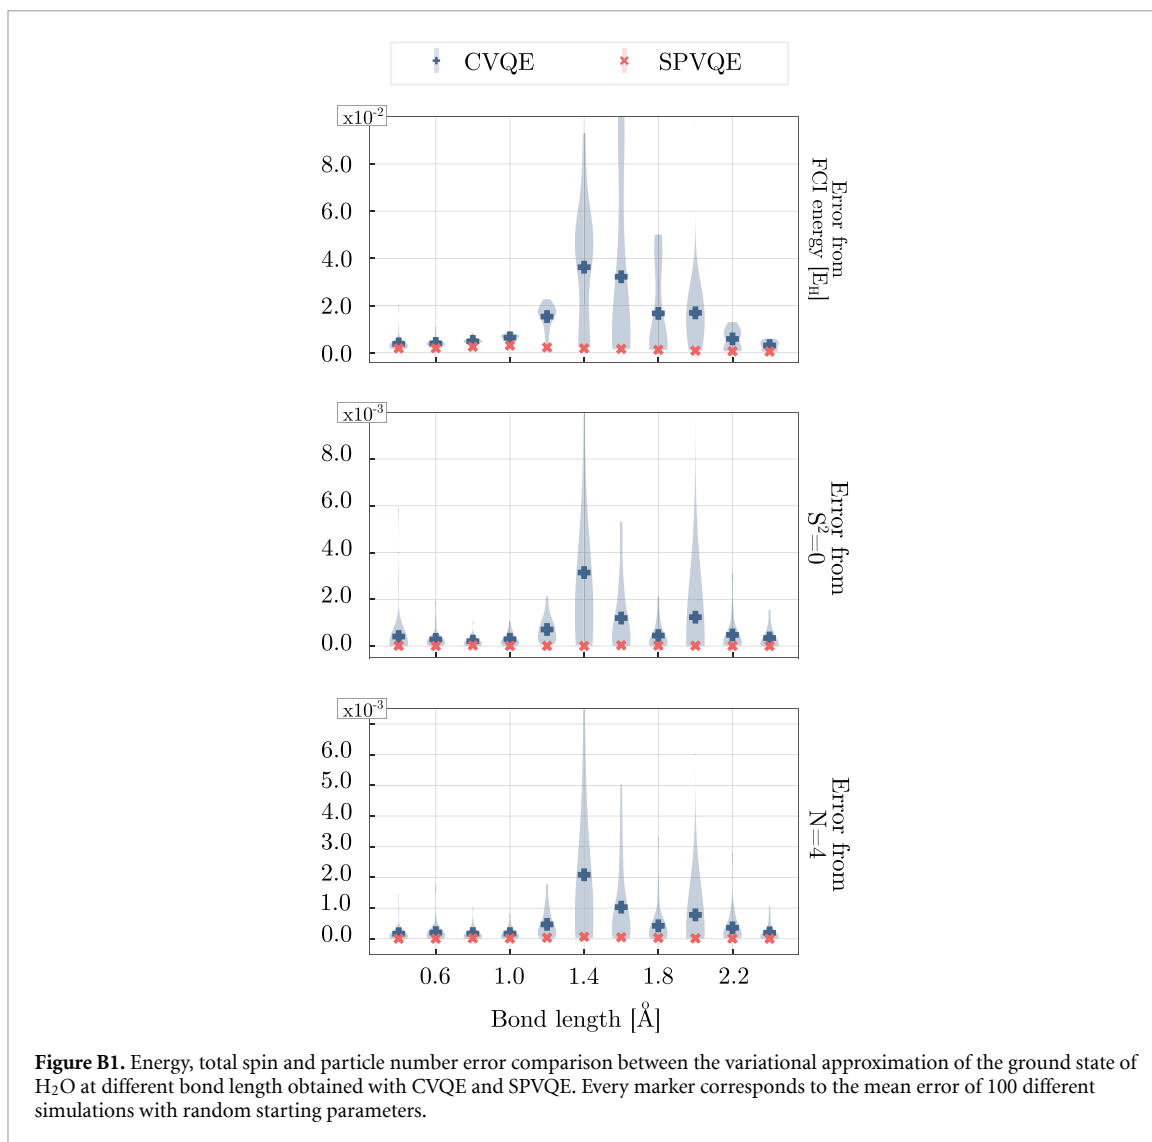 CVQE SPVQE
x10-2
8.0
6.0
4.0
2.0
0.0
Error from
FCI energy [EH]
x10-3
8.0
6.0
4.0
2.0
0.0
Error from
S2=0
x10-3
6.0
5.0
4.0
3.0
2.0
1.0
0.0
Error from
N=4
0.6 1.0 1.4 1.8 2.2
Bond length [Å]
Figure B1. Energy, total spin and particle number error comparison between the variational approximation of the ground state of
H2O at different bond length obtained with CVQE and SPVQE. Every marker corresponds to the mean error of 100 different
simulations with random starting parameters.